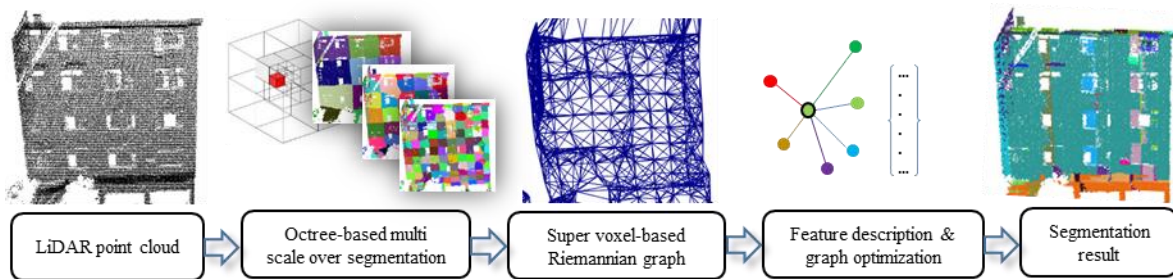 LiDAR point cloud
Octree-based multi
scale over segmentation
Super voxel-based
Riemannian graph
Feature description &
graph optimization
Segmentation
result